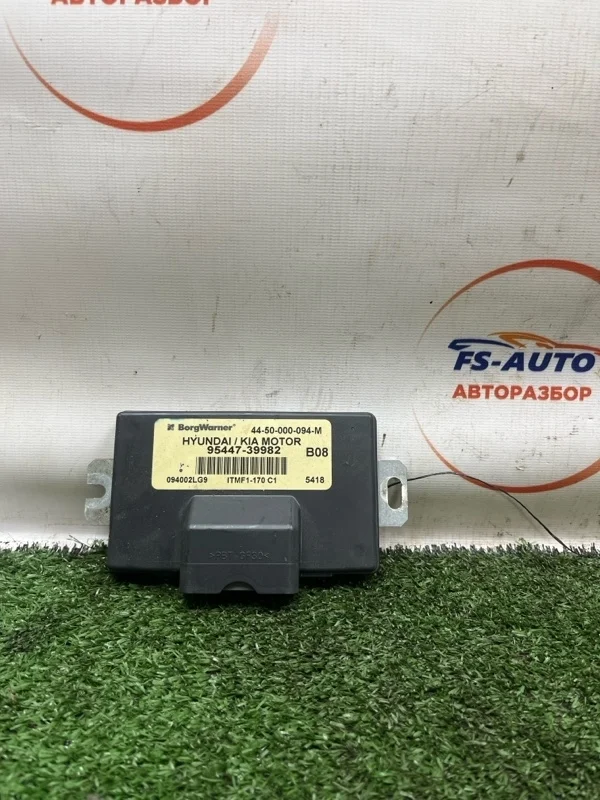 АВТОРАЗБОР
FS-AUTO
АВТОРАЗБОР
BorgWarner® 44-50-000-094-M
HYUNDAI / KIA MOTOR
95447-39982 B08
094002LG9 ITMF1-170 C1 5418